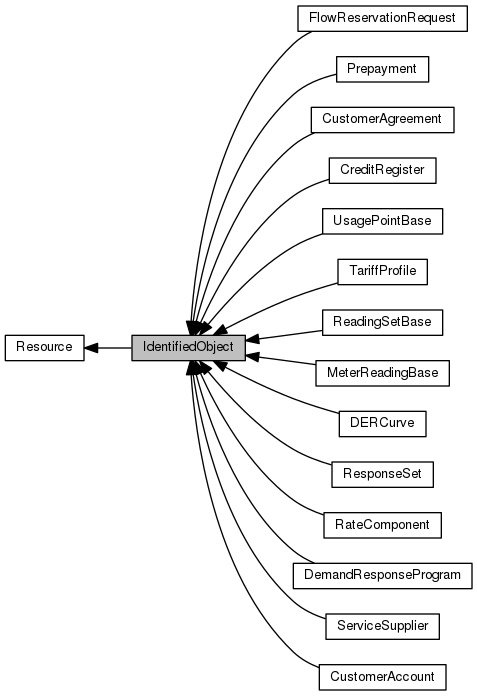 FlowReservationRequest
Prepayment
CustomerAgreement
CreditRegister
UsagePointBase
TariffProfile
ReadingSetBase
Resource
IdentifiedObject
MeterReadingBase
DERCurve
ResponseSet
RateComponent
DemandResponseProgram
ServiceSupplier
CustomerAccount